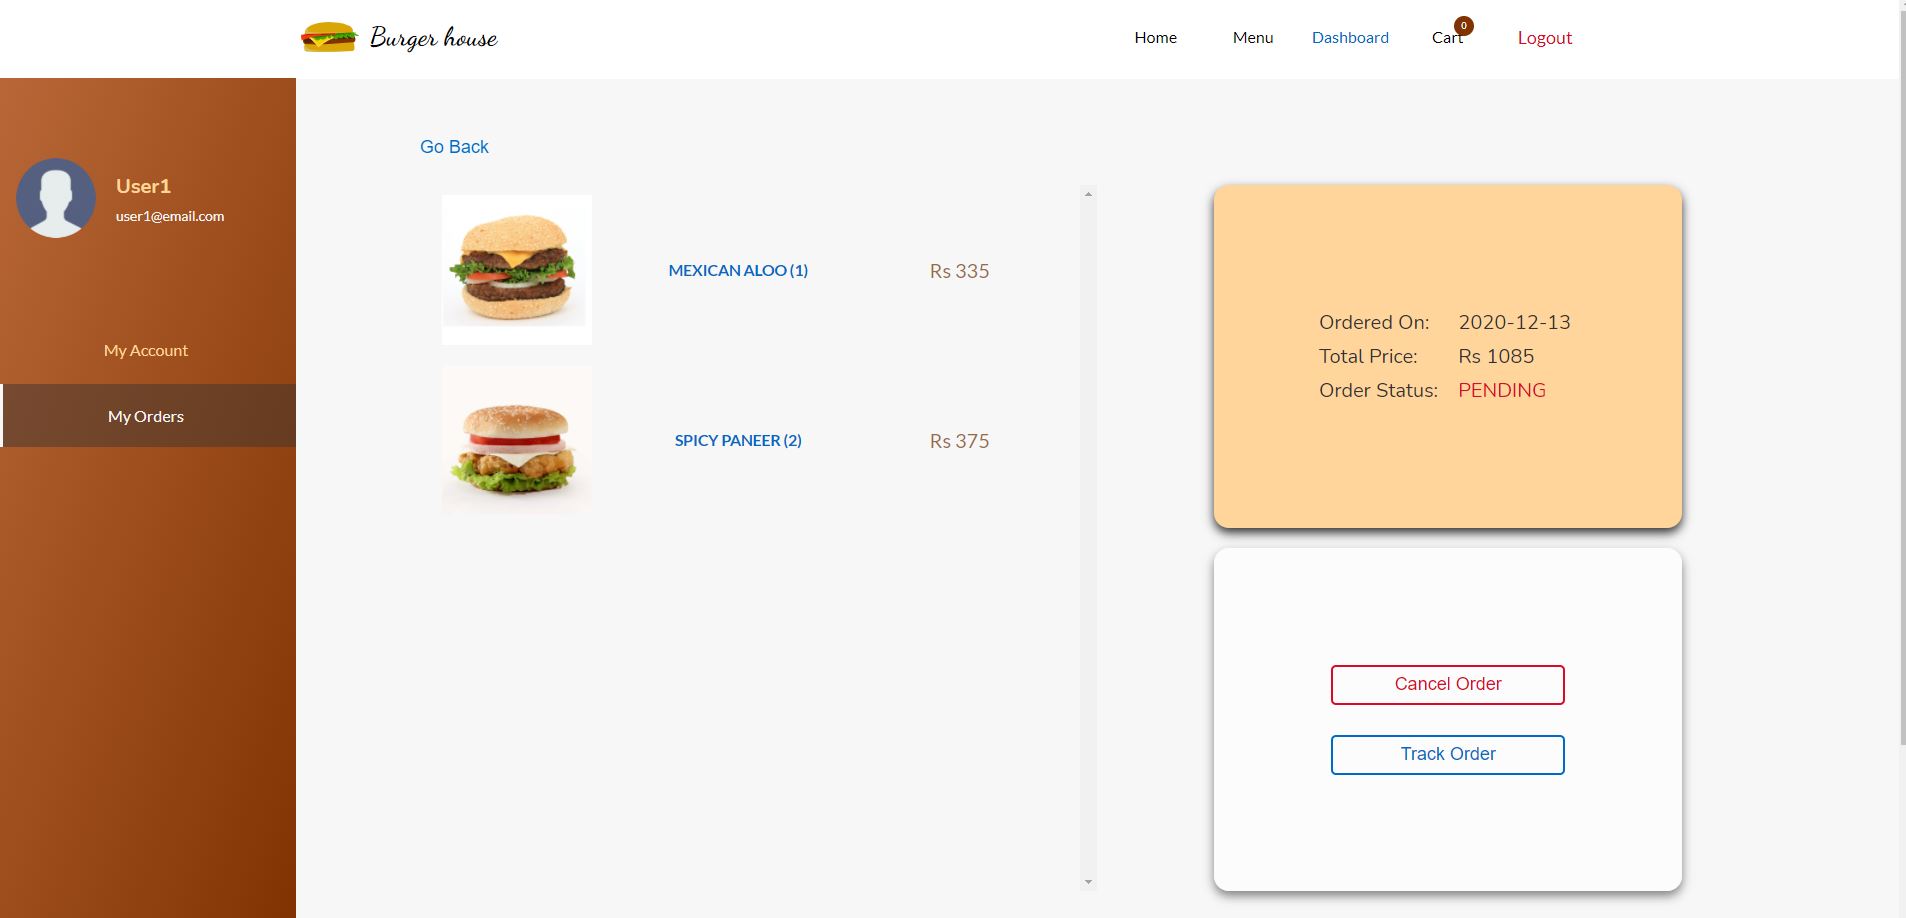 Burger house
Home Menu Dashboard Cart 0 Logout
User1
user1@email.com
My Account
My Orders
Go Back
MEXICAN ALOO (1) Rs 335
SPICY PANEER (2) Rs 375
Ordered On: 2020-12-13
Total Price: Rs 1085
Order Status: PENDING
Cancel Order
Track Order